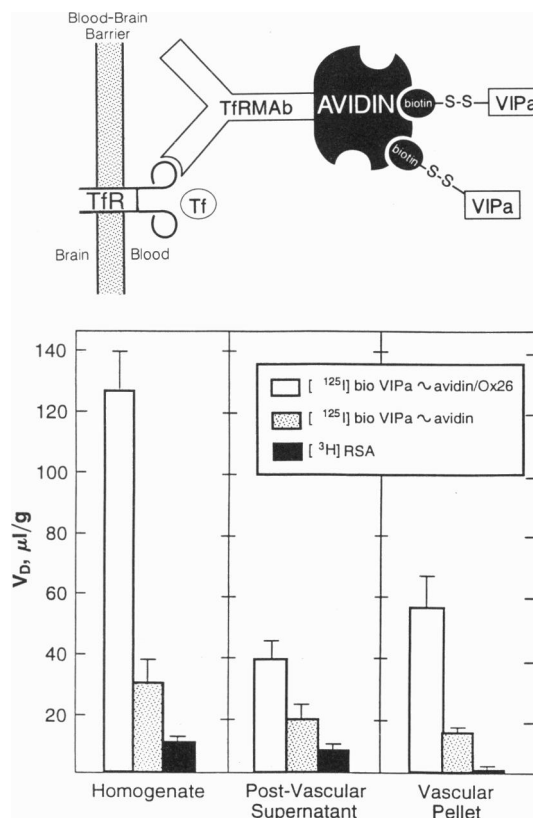 Blood-Brain
Barrier
TfRMAb
AVIDIN
biotin
S-S
VIPa
biotin
S-S
VIPa
TfR
Tf
Brain
Blood
V_D, µl/g
140
120
100
80
60
40
20
[ ¹²⁵I] bio VIPa ~ avidin/Ox26
[ ¹²⁵I] bio VIPa ~ avidin
[ ³H] RSA
Homogenate
Post-Vascular
Supernatant
Vascular
Pellet